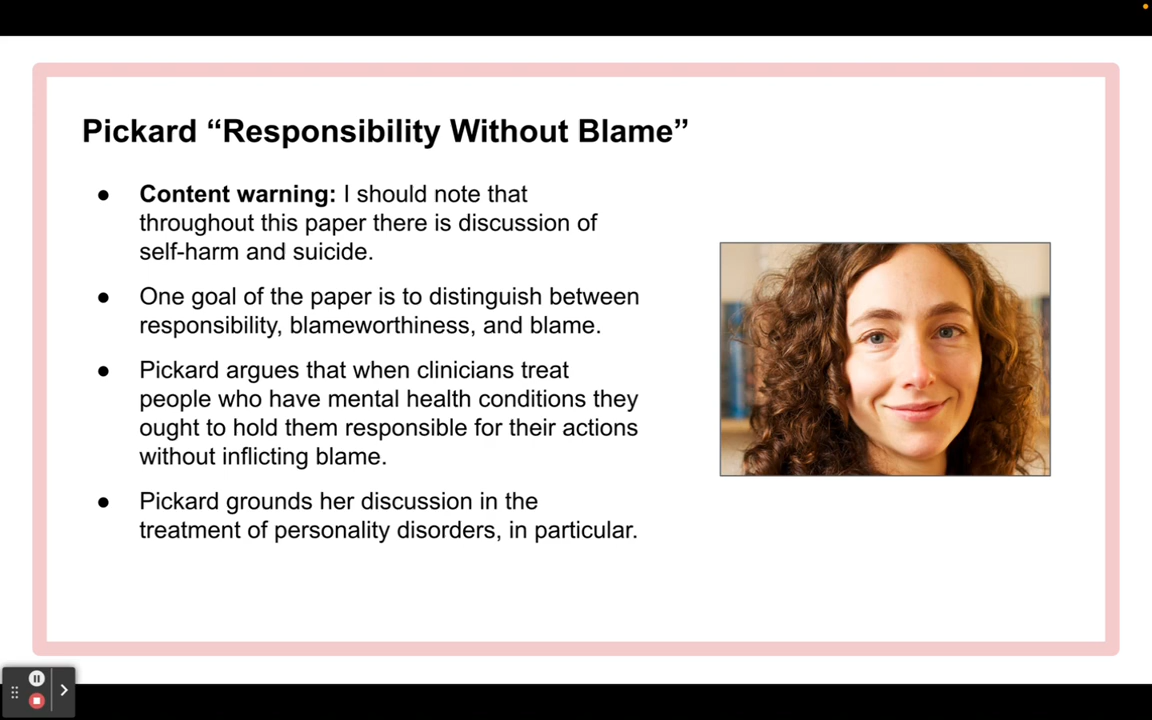 Pickard “Responsibility Without Blame”
● Content warning: I should note that
throughout this paper there is discussion of
self-harm and suicide.
● One goal of the paper is to distinguish between
responsibility, blameworthiness, and blame.
● Pickard argues that when clinicians treat
people who have mental health conditions they
ought to hold them responsible for their actions
without inflicting blame.
● Pickard grounds her discussion in the
treatment of personality disorders, in particular.